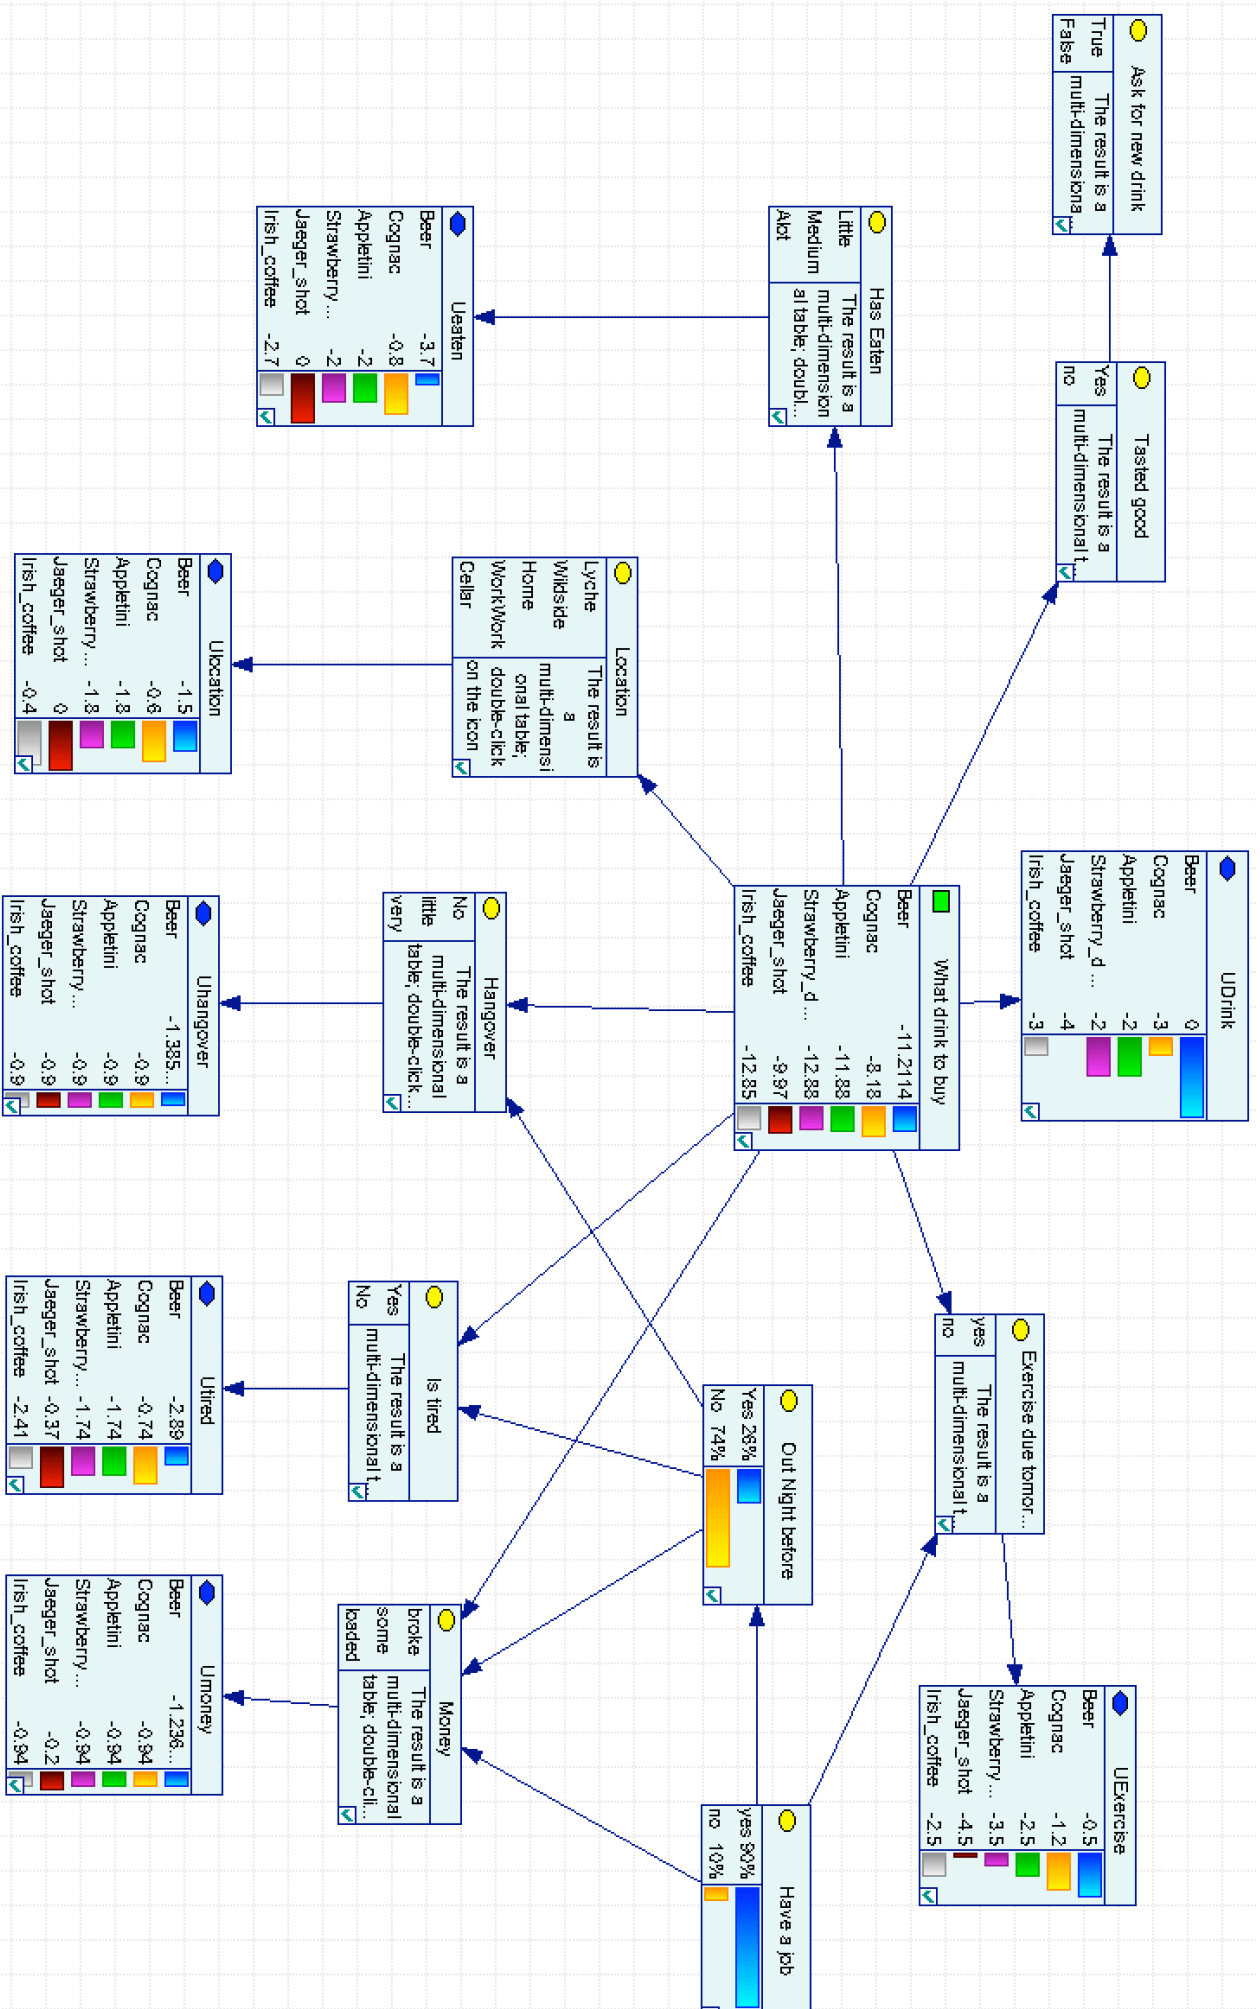 Ask for new drink
True
False
The result is a
multi-dimensiona
Tasted good
Yes
no
The result is a
multi-dimensional t...
UDrink
Beer 0
Cognac -3
Appletini -2
Strawberry_d ... -2
Jaeger_shot -4
Irish_coffee -3
Has Eaten
Little
Medium
Alot
The result is a
multi-dimension
al table; doubl...
What drink to buy
Beer -11.2114
Cognac -8.18
Appletini -11.88
Strawberry_d ... -12.88
Jaeger_shot -9.97
Irish_coffee -12.85
Exercise due tomor...
yes
no
The result is a
multi-dimensional t...
UExercise
Beer -0.5
Cognac -1.2
Appletini -2.5
Strawberry ... -3.5
Jaeger_shot -4.5
Irish_coffee -2.5
Out Night before
Yes 26%
No 74%
Have a job
yes 90%
no 10%
Ueaten
Beer -3.7
Cognac -0.8
Appletini -2
Strawberry ... -2
Jaeger_shot 0
Irish_coffee -2.7
Location
Lyche
Wildside
Home
WorkWork
Cellar
The result is
a
multi-dimensi
onal table;
double-click
on the icon
Hangover
No
little
very
The result is a
multi-dimensional
table; double-click...
Is tired
Yes
No
The result is a
multi-dimensional t...
Money
broke
some
loaded
The result is a
multi-dimensional
table; double-cli...
Ulocation
Beer -1.5
Cognac -0.6
Appletini -1.8
Strawberry ... -1.8
Jaeger_shot 0
Irish_coffee -0.4
Uhangover
Beer -1.385...
Cognac -0.9
Appletini -0.9
Strawberry... -0.9
Jaeger_shot -0.9
Irish_coffee -0.9
Utired
Beer -2.89
Cognac -0.74
Appletini -1.74
Strawberry... -1.74
Jaeger_shot -0.37
Irish_coffee -2.41
Umoney
Beer -1.236...
Cognac -0.94
Appletini -0.94
Strawberry... -0.94
Jaeger_shot -0.2
Irish_coffee -0.94